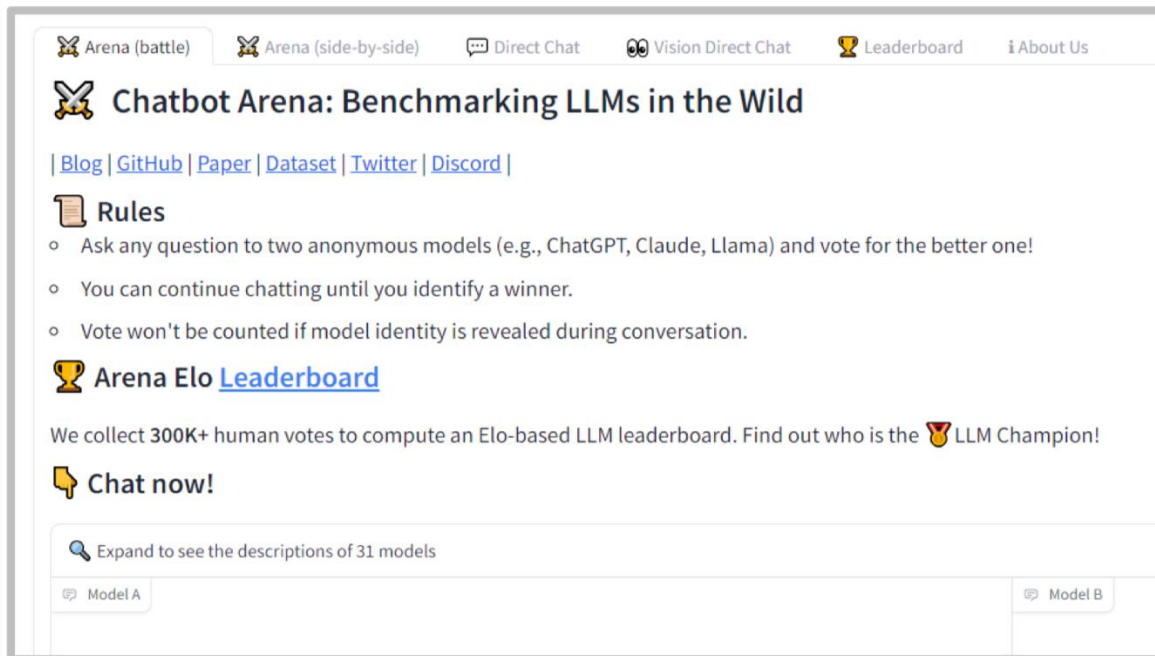 ⚔️ Arena (battle) ⚔️ Arena (side-by-side) 💬 Direct Chat 👀 Vision Direct Chat 🏆 Leaderboard ℹ️ About Us
⚔️ Chatbot Arena: Benchmarking LLMs in the Wild
| Blog | GitHub | Paper | Dataset | Twitter | Discord |
📜 Rules
◦ Ask any question to two anonymous models (e.g., ChatGPT, Claude, Llama) and vote for the better one!
◦ You can continue chatting until you identify a winner.
◦ Vote won't be counted if model identity is revealed during conversation.
🏆 Arena Elo Leaderboard
We collect 300K+ human votes to compute an Elo-based LLM leaderboard. Find out who is the 🏅 LLM Champion!
👇 Chat now!
🔍 Expand to see the descriptions of 31 models
Model A Model B